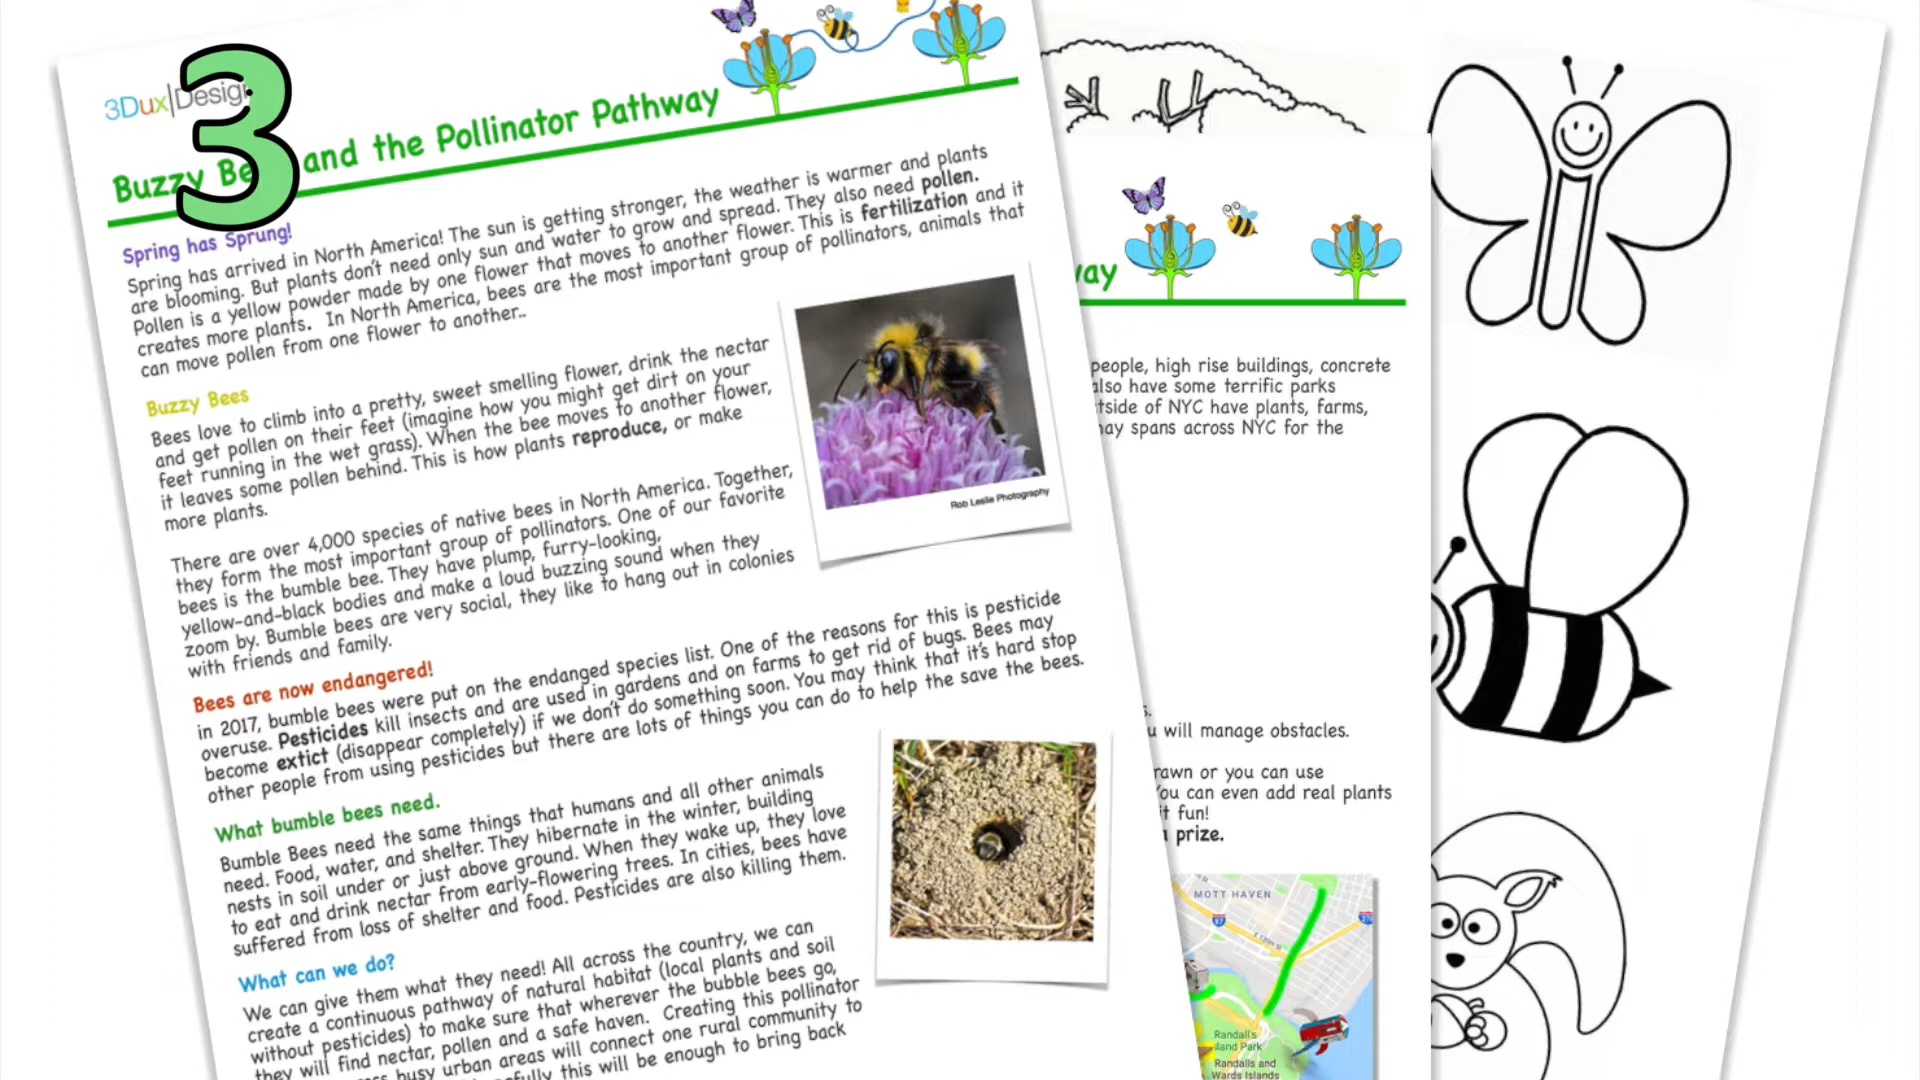 3
3Dux|Design
Buzzy Be and the Pollinator Pathway
Spring has Sprung!
Spring has arrived in North America! The sun is getting stronger, the weather is warmer and plants
are blooming. But plants don't need only sun and water to grow and spread. They also need pollen.
Pollen is a yellow powder made by one flower that moves to another flower. This is fertilization and it
creates more plants. In North America, bees are the most important group of pollinators, animals that
can move pollen from one flower to another..
Buzzy Bees
Bees love to climb into a pretty, sweet smelling flower, drink the nectar
and get pollen on their feet (imagine how you might get dirt on your
feet running in the wet grass). When the bee moves to another flower,
it leaves some pollen behind. This is how plants reproduce, or make
more plants.
There are over 4,000 species of native bees in North America. Together,
they form the most important group of pollinators. One of our favorite
bees is the bumble bee. They have plump, furry-looking,
yellow-and-black bodies and make a loud buzzing sound when they
zoom by. Bumble bees are very social, they like to hang out in colonies
with friends and family.
Rob Leslie Photography
Bees are now endangered!
in 2017, bumble bees were put on the endanged species list. One of the reasons for this is pesticide
overuse. Pesticides kill insects and are used in gardens and on farms to get rid of bugs. Bees may
become extict (disappear completely) if we don't do something soon. You may think that it's hard stop
other people from using pesticides but there are lots of things you can do to help the save the bees.
What bumble bees need.
Bumble Bees need the same things that humans and all other animals
need. Food, water, and shelter. They hibernate in the winter, building
nests in soil under or just above ground. When they wake up, they love
to eat and drink nectar from early-flowering trees. In cities, bees have
suffered from loss of shelter and food. Pesticides are also killing them.
What can we do?
We can give them what they need! All across the country, we can
create a continuous pathway of natural habitat (local plants and soil
without pesticides) to make sure that wherever the bubble bees go,
they will find nectar, pollen and a safe haven. Creating this pollinator
busy urban areas will connect one rural community to
this will be enough to bring back
way
people, high rise buildings, concrete
also have some terrific parks
tside of NYC have plants, farms,
may spans across NYC for the
s.
u will manage obstacles.
rawn or you can use
You can even add real plants
it fun!
a prize.
MOTT HAVEN
87
E 135th St
278
Randall's
sland Park
Randalls and
Wards Islands